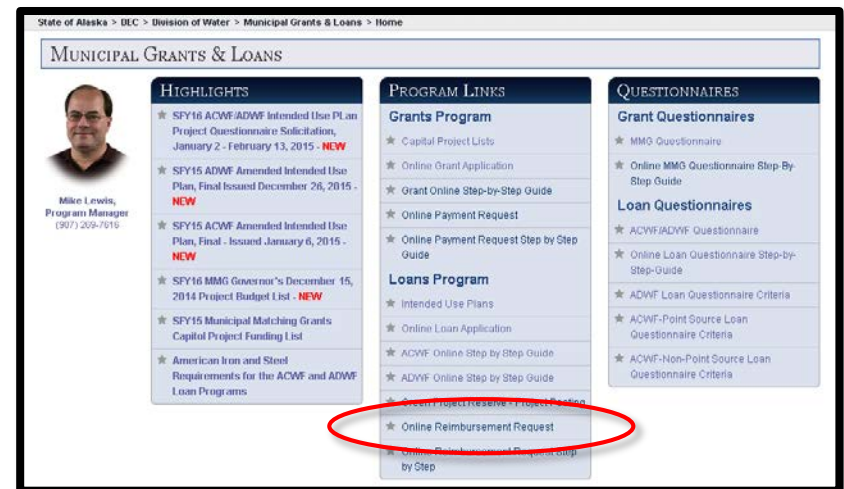 State of Alaska > DEC > Division of Water > Municipal Grants & Loans > Home
MUNICIPAL GRANTS & LOANS
Mike Lewis,
Program Manager
(907) 269-7616
HIGHLIGHTS
SFY16 ACWF/ADWF Intended Use PLan
Project Questionnaire Solicitation,
January 2 - February 13, 2015 - NEW
SFY15 ADWF Amended Intended Use
Plan, Final Issued December 26, 2015 -
NEW
SFY15 ACWF Amended Intended Use
Plan, Final - Issued January 6, 2015 -
NEW
SFY16 MMG Governor's December 15,
2014 Project Budget List - NEW
SFY15 Municipal Matching Grants
Capitol Project Funding List
American Iron and Steel
Requirements for the ACWF and ADWF
Loan Programs
PROGRAM LINKS
Grants Program
Capital Project Lists
Online Grant Application
Grant Online Step-by-Step Guide
Online Payment Request
Online Payment Request Step by Step
Guide
Loans Program
Intended Use Plans
Online Loan Application
ACWF Online Step by Step Guide
ADWF Online Step by Step Guide
Green Project Reserve - Project Posting
Online Reimbursement Request
Online Reimbursement Request Step
by Step
QUESTIONNAIRES
Grant Questionnaires
MMG Questionnaire
Online MMG Questionnaire Step-By-
Step Guide
Loan Questionnaires
ACWF/ADWF Questionnaire
Online Loan Questionnaire Step-by-
Step-Guide
ADWF Loan Questionnaire Criteria
ACWF-Point Source Loan
Questionnaire Criteria
ACWF-Non-Point Source Loan
Questionnaire Criteria